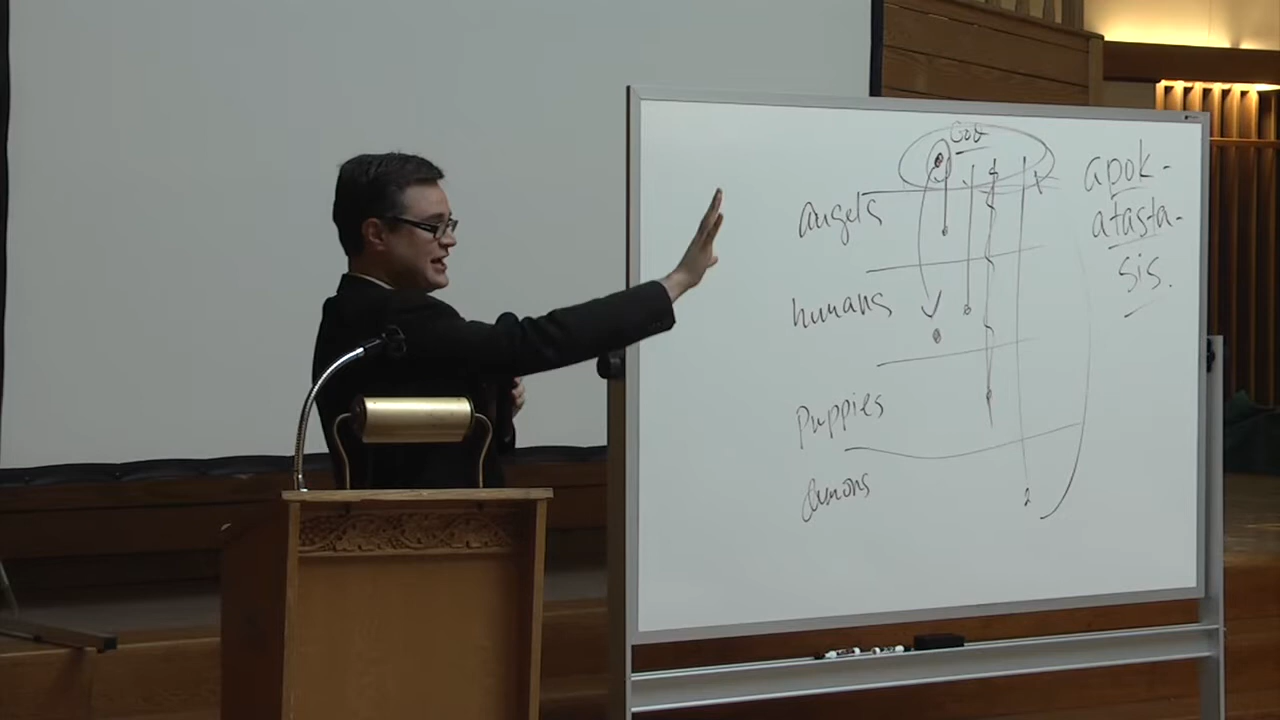 God
angels
humans
Puppies
demons
apok-
atasta-
sis.